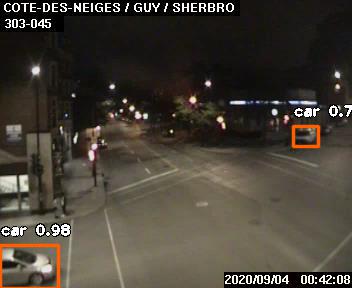 COTE-DES-NEIGES / GUY / SHERBRO
303-045
car 0.7
car 0.98
2020/09/04 00:42:08